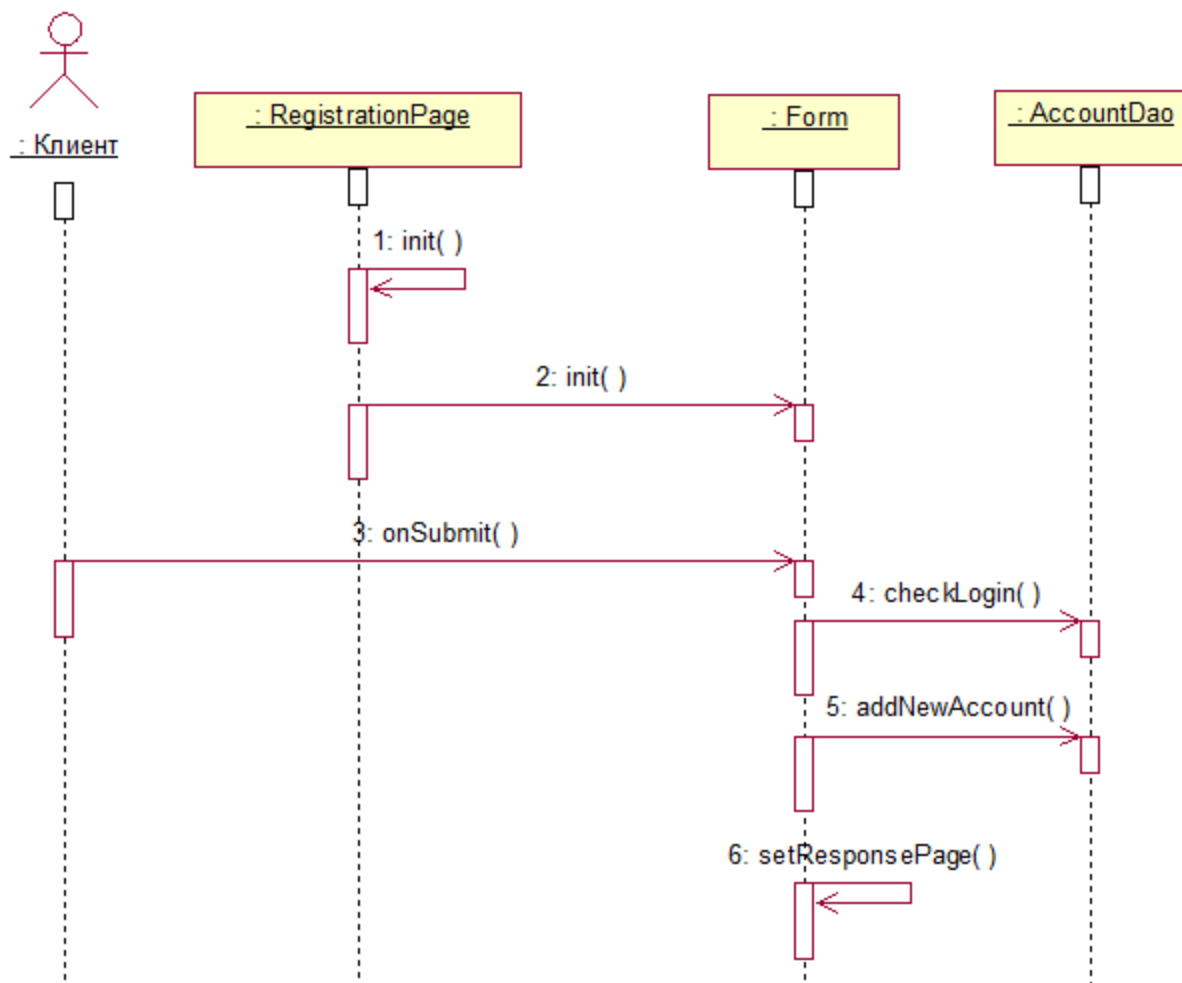 : Клиент
: RegistrationPage
: Form
: AccountDao
1: init( )
2: init( )
3: onSubmit( )
4: checkLogin( )
5: addNewAccount( )
6: setResponsePage( )